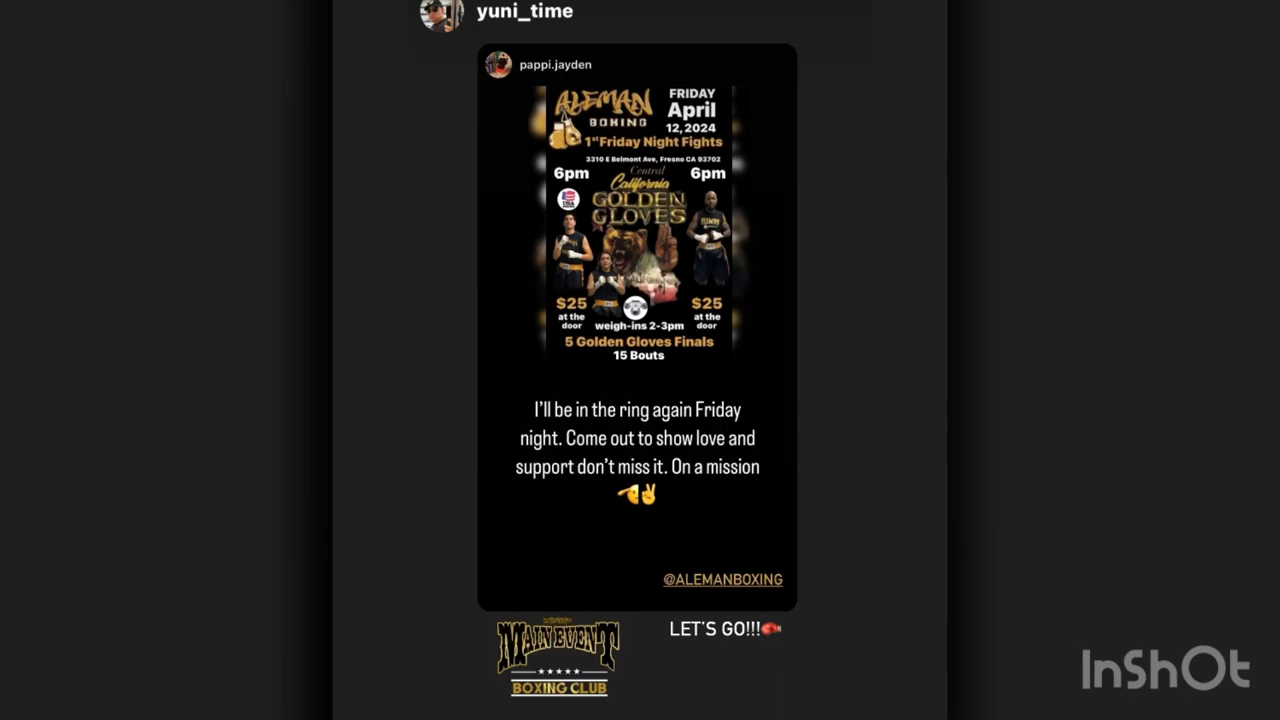 yuni_time
pappi.jayden
ALEMAN
BOXING
FRIDAY
April
12, 2024
1st Friday Night Fights
3310 E Belmont Ave, Fresno CA 93702
6pm
Central
California
GOLDEN
GLOVES
6pm
USA
$25
at the
door
$25
at the
door
weigh-ins 2-3pm
5 Golden Gloves Finals
15 Bouts
I'll be in the ring again Friday
night. Come out to show love and
support don't miss it. On a mission
🫡✌️
@ALEMANBOXING
LET'S GO!!!🥊
MAIN EVENT
BOXING CLUB
InShOt